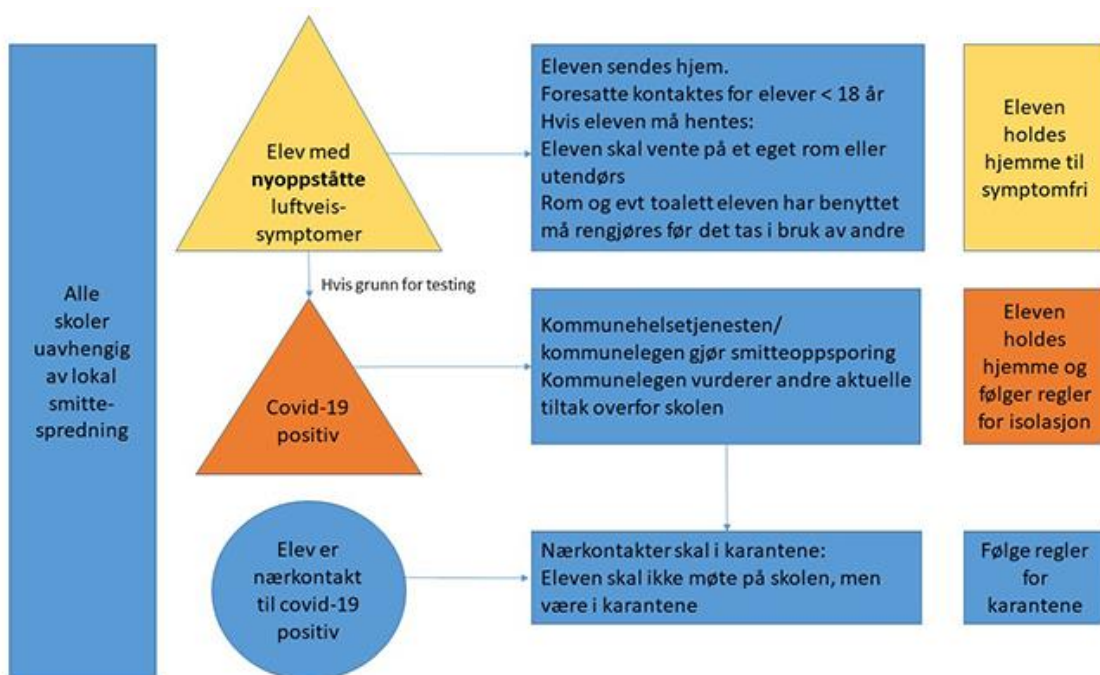 Alle
skoler
uavhengig
av lokal
smitte-
spredning
Elev med
nyoppståtte
luftveis-
symptomer
Eleven sendes hjem.
Foresatte kontaktes for elever < 18 år
Hvis eleven må hentes:
Eleven skal vente på et eget rom eller
utendørs
Rom og evt toalett eleven har benyttet
må rengjøres før det tas i bruk av andre
Eleven
holdes
hjemme til
symptomfri
Hvis grunn for testing
Covid-19
positiv
Kommunehelsetjenesten/
kommunelegen gjør smitteoppsporing
Kommunelegen vurderer andre aktuelle
tiltak overfor skolen
Eleven
holdes
hjemme og
følger regler
for isolasjon
Elev er
nærkontakt
til covid-19
positiv
Nærkontakter skal i karantene:
Eleven skal ikke møte på skolen, men
være i karantene
Følge regler
for
karantene